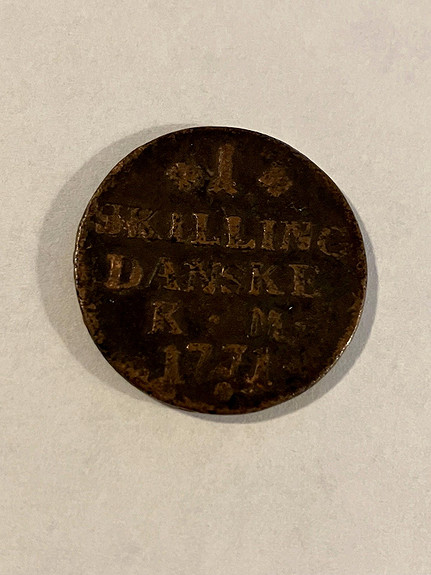 1
SKILLING
DANSKE
K · M ·
1771